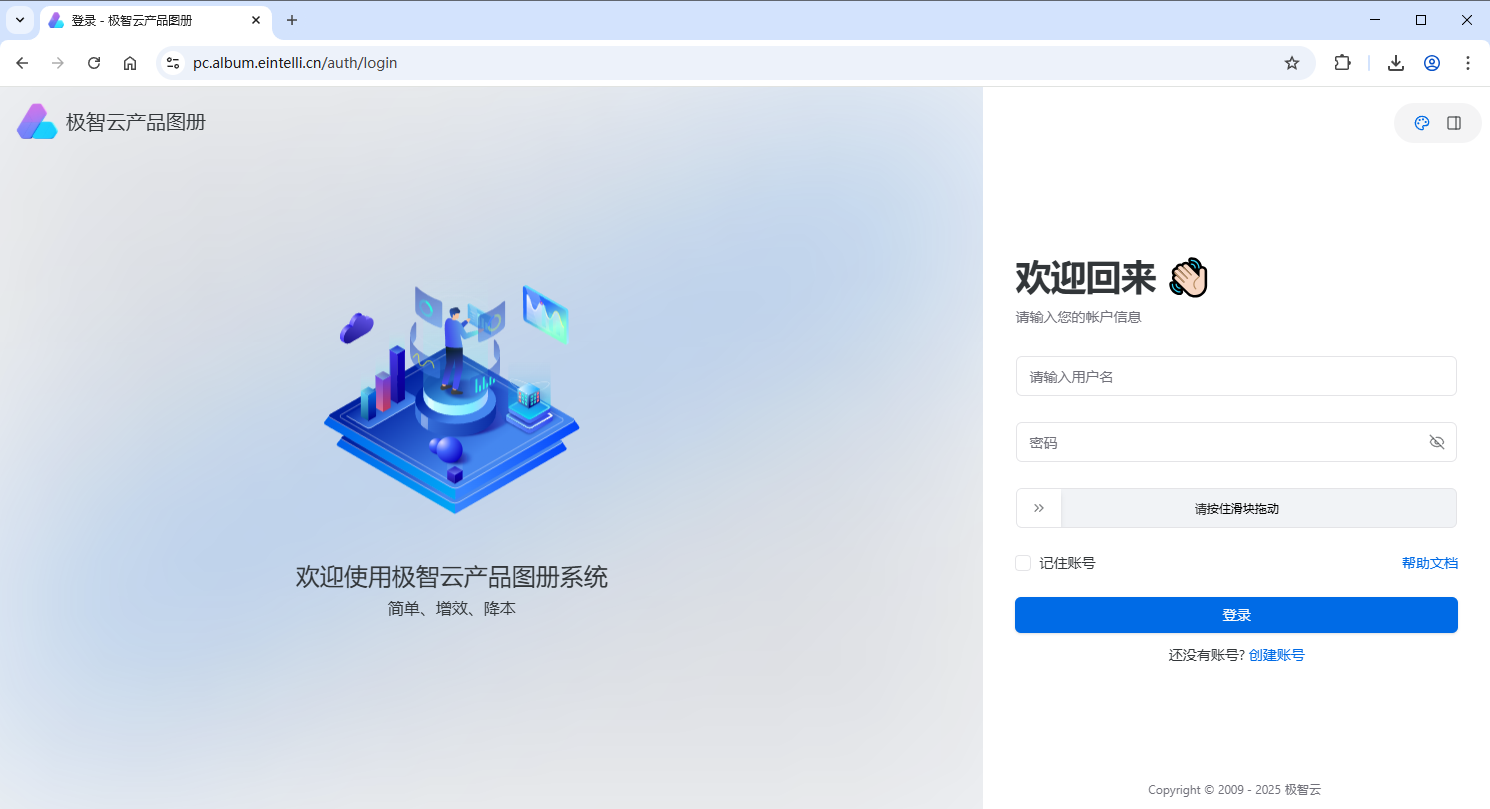 登录 - 极智云产品图册
pc.album.eintelli.cn/auth/login
极智云产品图册
欢迎使用极智云产品图册系统
简单、增效、降本
欢迎回来 👋🏻
请输入您的帐户信息
请输入用户名
密码
请按住滑块拖动
记住账号 帮助文档
登录
还没有账号? 创建账号
Copyright © 2009 - 2025 极智云